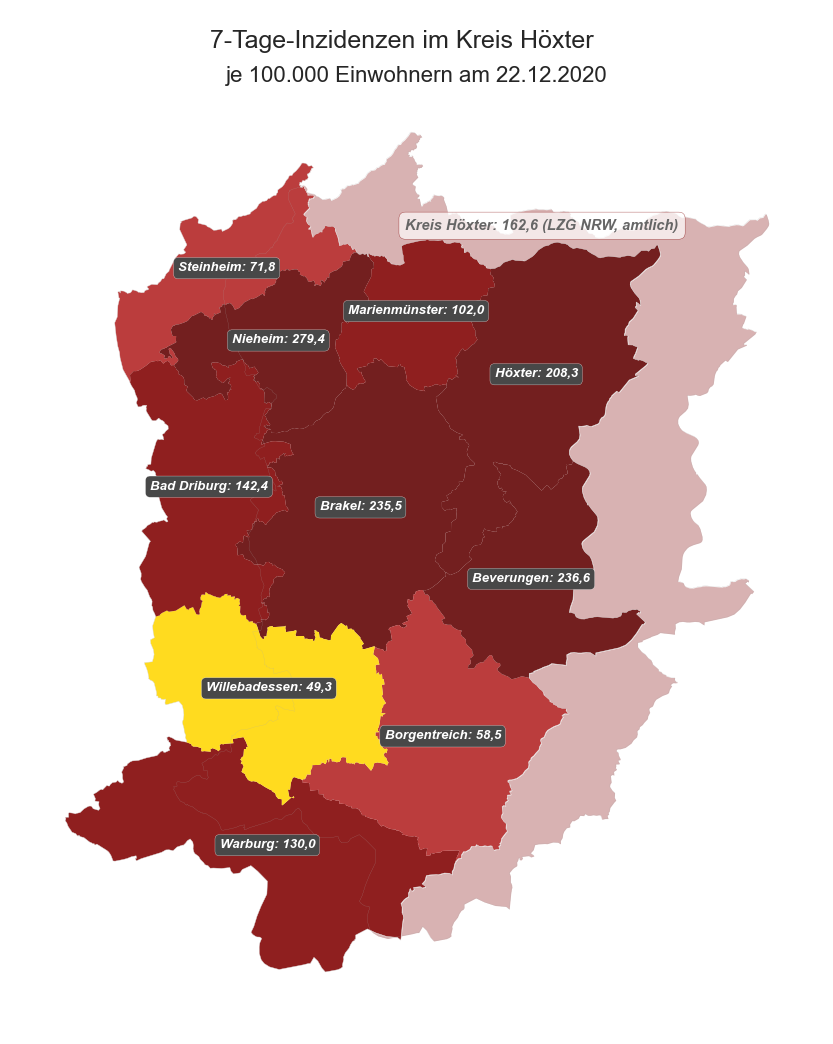 7-Tage-Inzidenzen im Kreis Höxter
je 100.000 Einwohnern am 22.12.2020
Kreis Höxter: 162,6 (LZG NRW, amtlich)
Steinheim: 71,8
Marienmünster: 102,0
Nieheim: 279,4
Höxter: 208,3
Bad Driburg: 142,4
Brakel: 235,5
Beverungen: 236,6
Willebadessen: 49,3
Borgentreich: 58,5
Warburg: 130,0